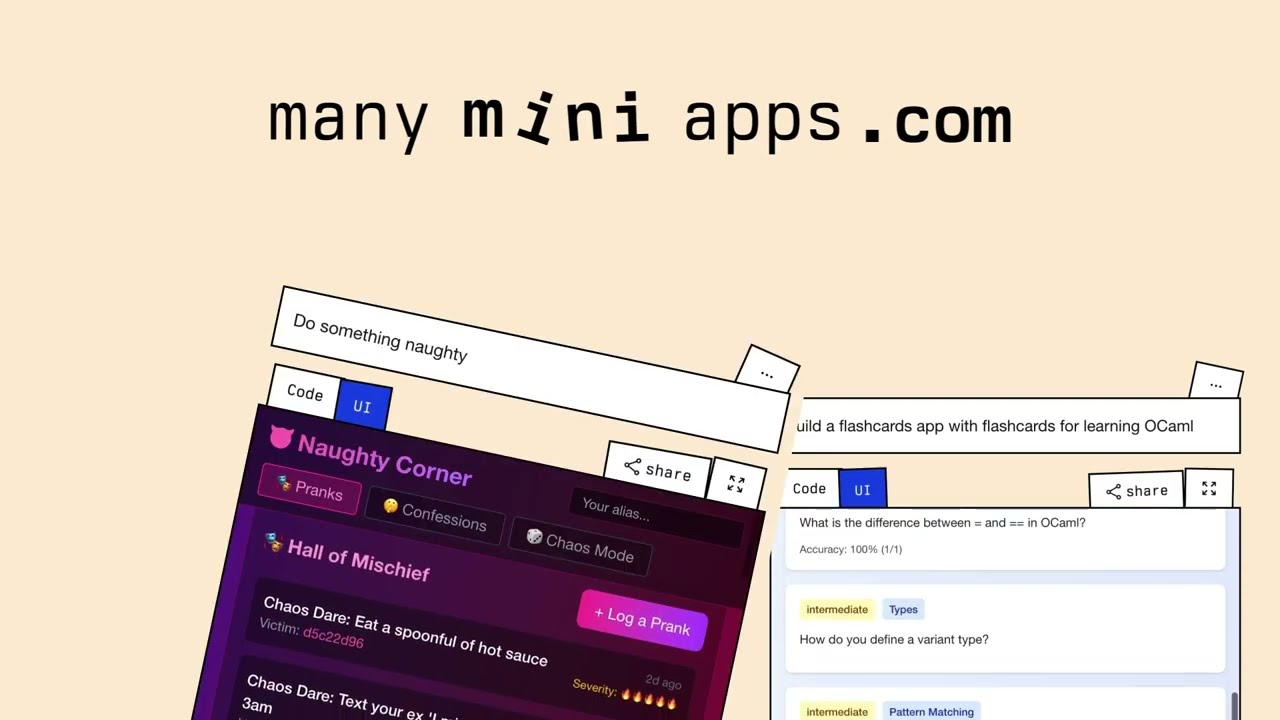 many mini apps .com
Do something naughty
...
Code
UI
😈 Naughty Corner
share
🎭 Pranks
🤫 Confessions
🎲 Chaos Mode
Your alias...
🎭 Hall of Mischief
+ Log a Prank
Chaos Dare: Eat a spoonful of hot sauce
Victim: d5c22d96
2d ago
Severity: 🔥🔥🔥🔥🔥
Chaos Dare: Text your ex 'I
3am
...
uild a flashcards app with flashcards for learning OCaml
Code
UI
share
What is the difference between = and == in OCaml?
Accuracy: 100% (1/1)
intermediate Types
How do you define a variant type?
intermediate Pattern Matching